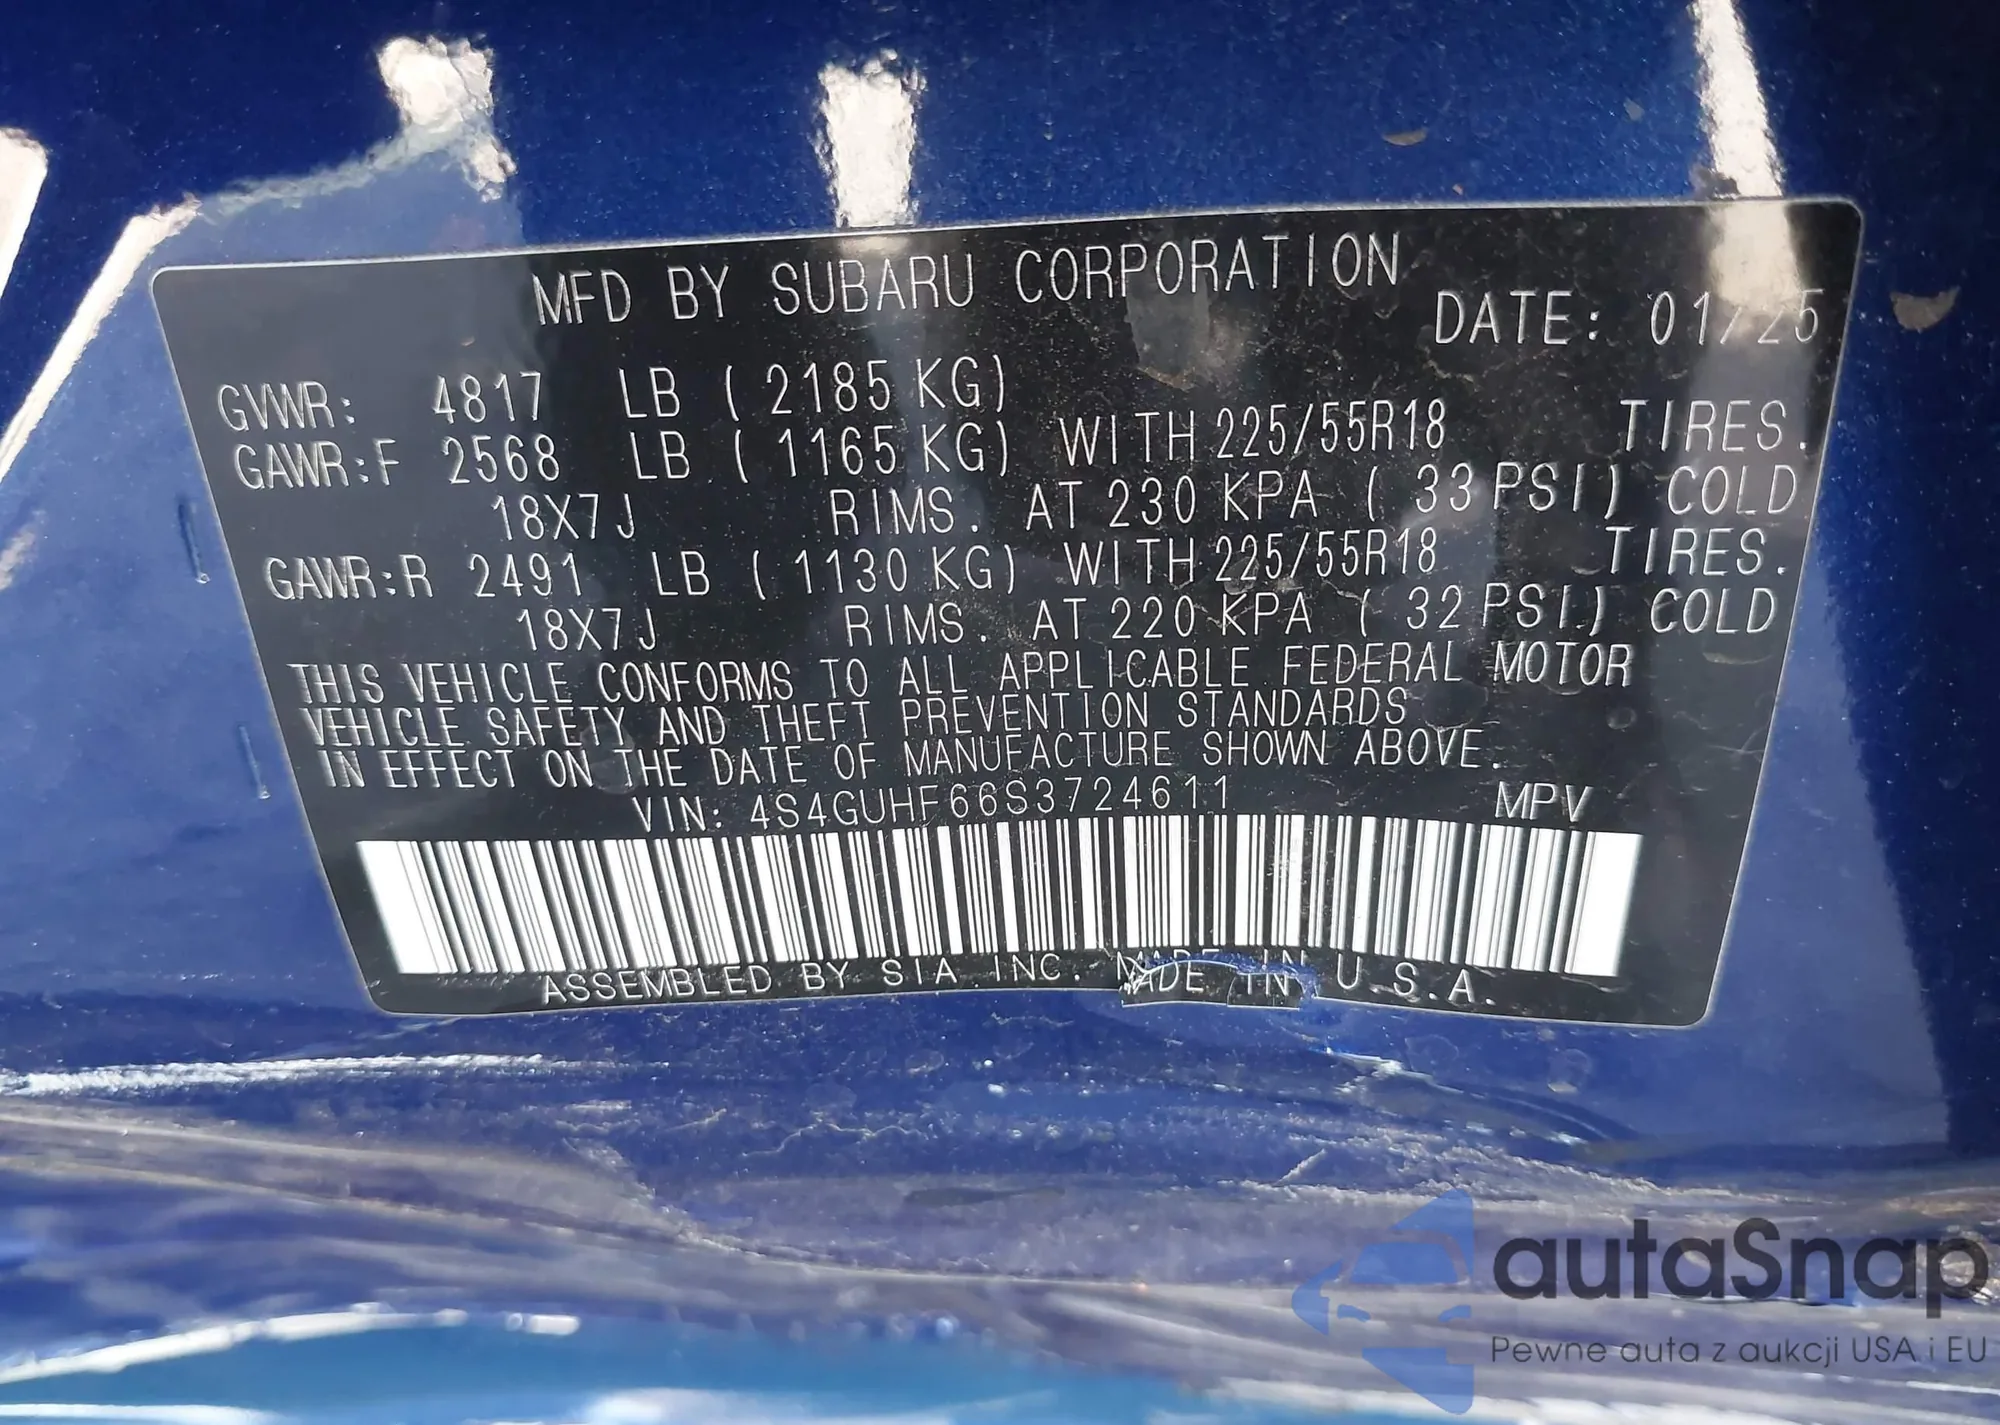 MFD BY SUBARU CORPORATION
DATE: 01/25
GVWR: 4817 LB (2185 KG)
GAWR:F 2568 LB (1165 KG) WITH 225/55R18 TIRES.
18X7J RIMS. AT 230 KPA (33 PSI) COLD
GAWR:R 2491 LB (1130 KG) WITH 225/55R18 TIRES.
18X7J RIMS. AT 220 KPA (32 PSI) COLD
THIS VEHICLE CONFORMS TO ALL APPLICABLE FEDERAL MOTOR
VEHICLE SAFETY AND THEFT PREVENTION STANDARDS
IN EFFECT ON THE DATE OF MANUFACTURE SHOWN ABOVE.
VIN: 4S4GUHF66S3724611 MPV
ASSEMBLED BY SIA INC. MADE IN U.S.A.
autaSnap
Pewne auta z aukcji USA i EU